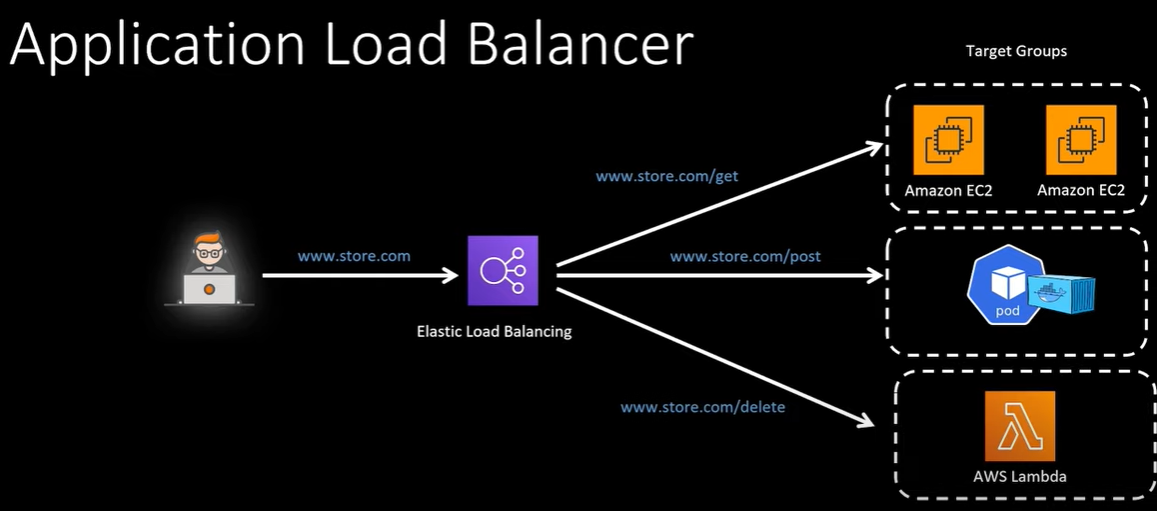 Application Load Balancer
Target Groups
Amazon EC2
Amazon EC2
www.store.com/get
www.store.com
www.store.com/post
pod
Elastic Load Balancing
www.store.com/delete
AWS Lambda